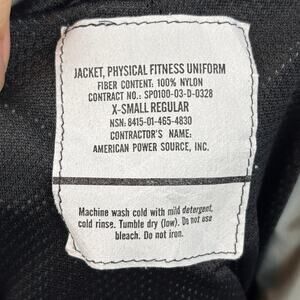 JACKET, PHYSICAL FITNESS UNIFORM
FIBER CONTENT: 100% NYLON
CONTRACT NO.: SP0100-03-D-0328
X-SMALL REGULAR
NSN: 8415-01-465-4830
CONTRACTOR'S NAME:
AMERICAN POWER SOURCE, INC.
Machine wash cold with mild detergent,
cold rinse. Tumble dry (low). Do not use
bleach. Do not iron.